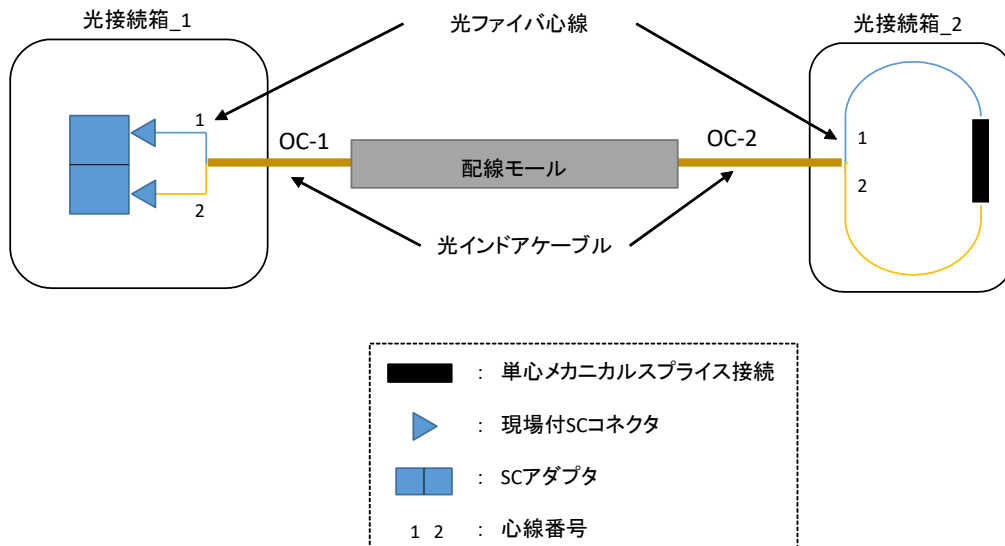 光接続箱_1
光ファイバ心線
光接続箱_2
1
OC-1
配線モール
OC-2
1
2
2
光インドアケーブル
： 単心メカニカルスプライス接続
： 現場付SCコネクタ
： SCアダプタ
1 2 ： 心線番号